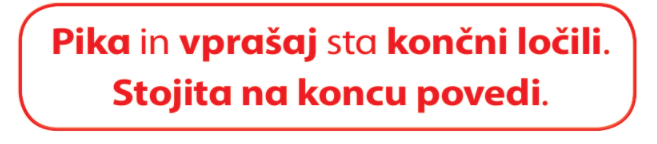 Pika in vprašaj sta končni ločili.
Stojita na koncu povedi.